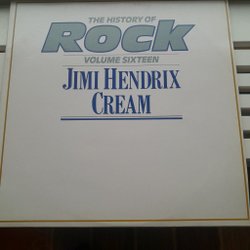 THE HISTORY OF
Rock
VOLUME SIXTEEN
JIMI HENDRIX
CREAM